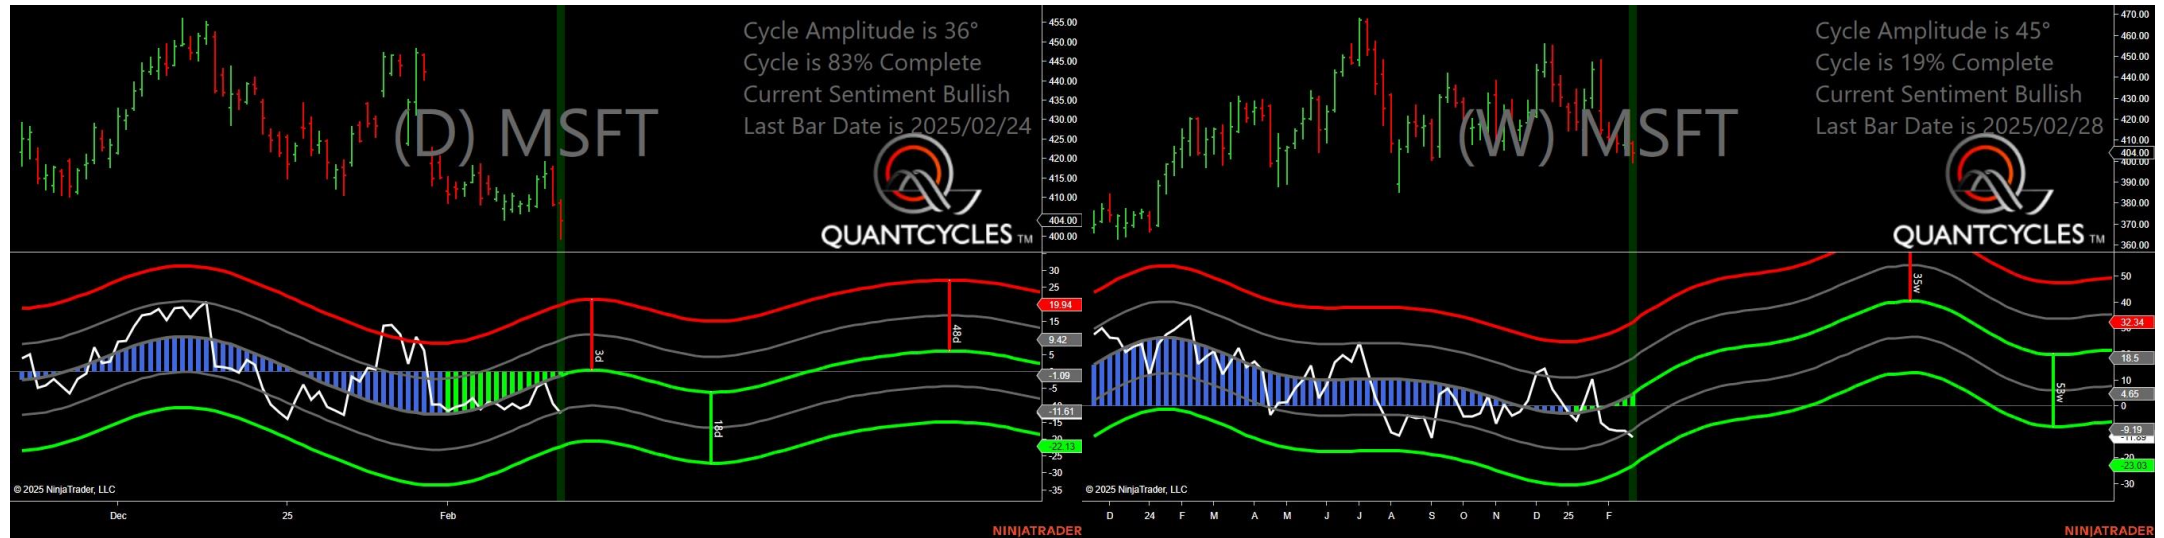 Cycle Amplitude is 36°
Cycle is 83% Complete
Current Sentiment Bullish
Last Bar Date is 2025/02/24
(D) MSFT
QUANTCYCLES TM
455.00
450.00
445.00
440.00
435.00
430.00
425.00
420.00
415.00
410.00
404.00
400.00
30
25
19.94
15
9.42
5
-1.09
-5
-11.61
-15
-22.13
-25
-30
-35
3d
18d
48d
© 2025 NinjaTrader, LLC
Dec
25
Feb
NINJATRADER
Cycle Amplitude is 45°
Cycle is 19% Complete
Current Sentiment Bullish
Last Bar Date is 2025/02/28
(W) MSFT
QUANTCYCLES TM
470.00
460.00
450.00
440.00
430.00
420.00
410.00
404.00
400.00
390.00
380.00
370.00
360.00
50
40
32.34
18.5
10
4.65
0
-9.19
-11.89
-20
-23.03
-30
35w
53w
© 2025 NinjaTrader, LLC
D 24 F M A M J J A S O N D 25 F
NINJATRADER